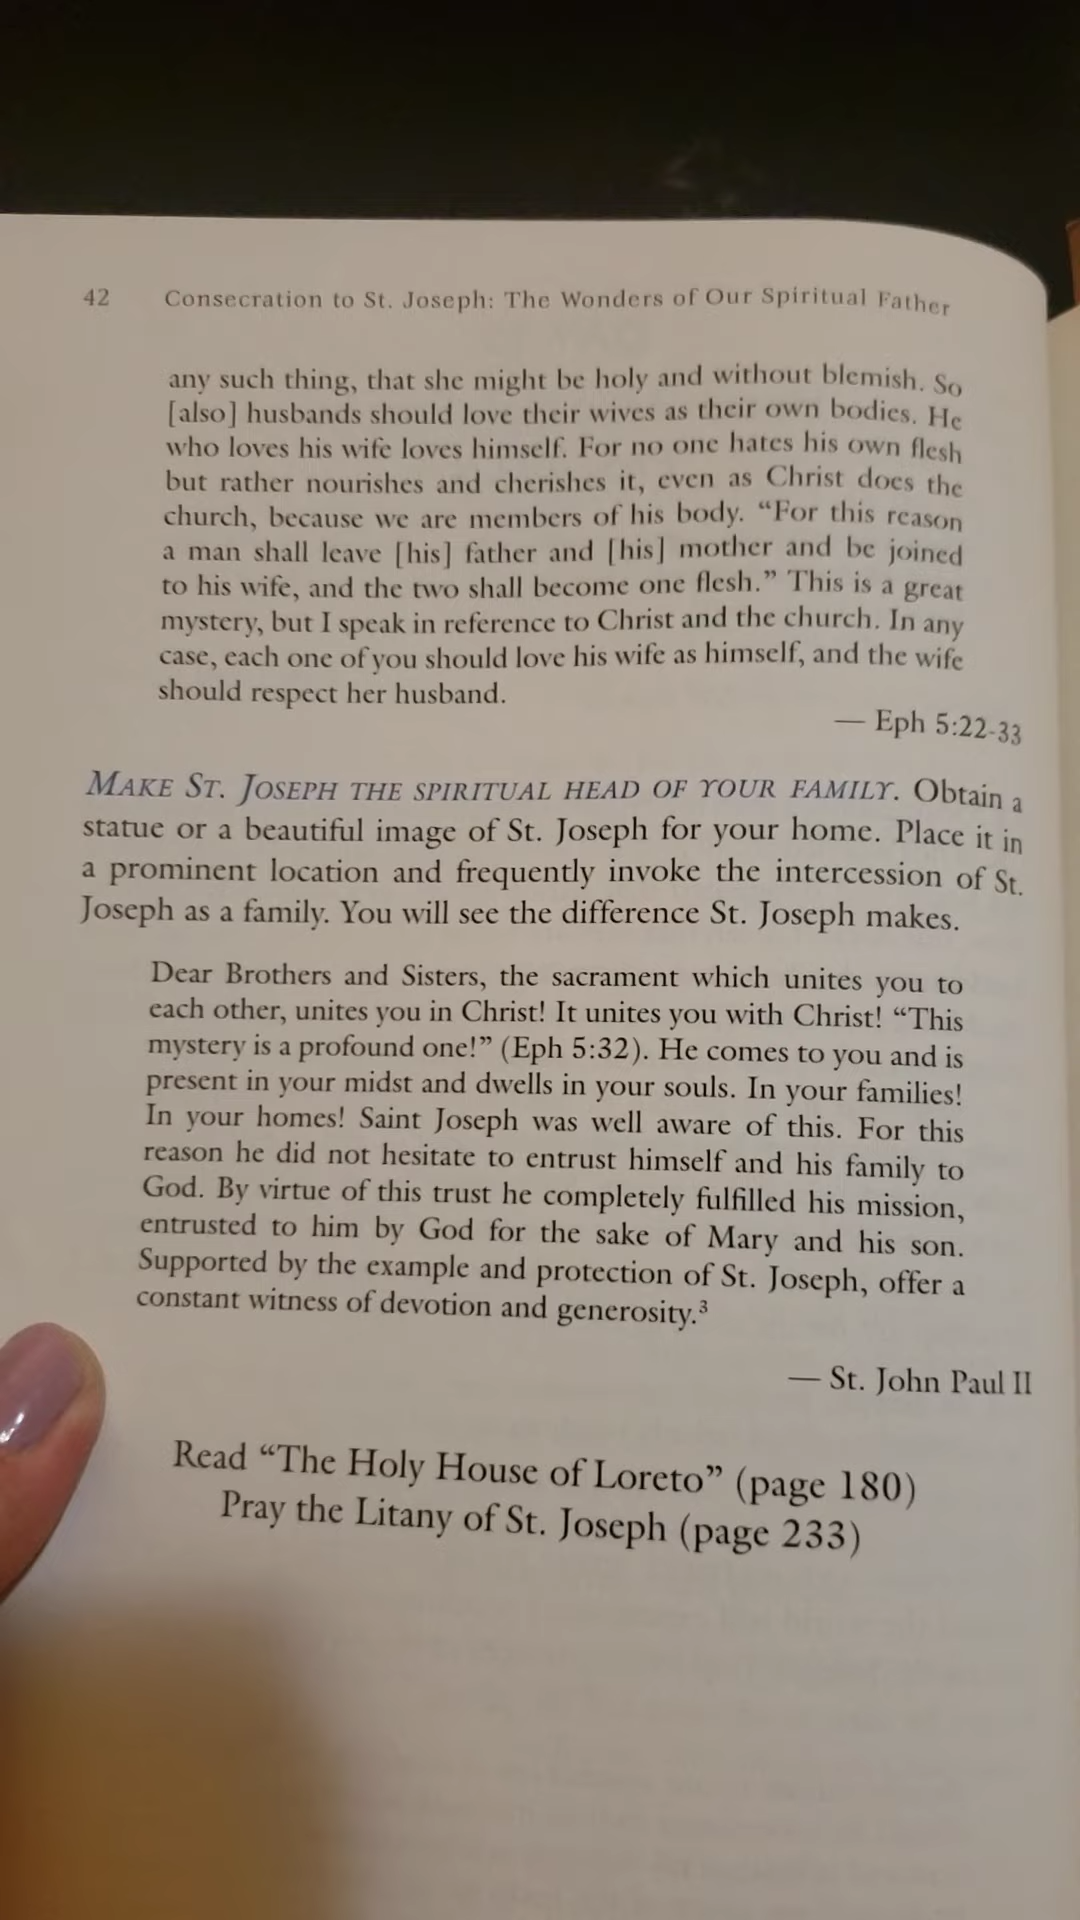 42 Consecration to St. Joseph: The Wonders of Our Spiritual Father
any such thing, that she might be holy and without blemish. So
[also] husbands should love their wives as their own bodies. He
who loves his wife loves himself. For no one hates his own flesh
but rather nourishes and cherishes it, even as Christ does the
church, because we are members of his body. “For this reason
a man shall leave [his] father and [his] mother and be joined
to his wife, and the two shall become one flesh.” This is a great
mystery, but I speak in reference to Christ and the church. In any
case, each one of you should love his wife as himself, and the wife
should respect her husband.
— Eph 5:22-33
MAKE ST. JOSEPH THE SPIRITUAL HEAD OF YOUR FAMILY. Obtain a
statue or a beautiful image of St. Joseph for your home. Place it in
a prominent location and frequently invoke the intercession of St.
Joseph as a family. You will see the difference St. Joseph makes.
Dear Brothers and Sisters, the sacrament which unites you to
each other, unites you in Christ! It unites you with Christ! “This
mystery is a profound one!” (Eph 5:32). He comes to you and is
present in your midst and dwells in your souls. In your families!
In your homes! Saint Joseph was well aware of this. For this
reason he did not hesitate to entrust himself and his family to
God. By virtue of this trust he completely fulfilled his mission,
entrusted to him by God for the sake of Mary and his son.
Supported by the example and protection of St. Joseph, offer a
constant witness of devotion and generosity.³
— St. John Paul II
Read “The Holy House of Loreto” (page 180)
Pray the Litany of St. Joseph (page 233)